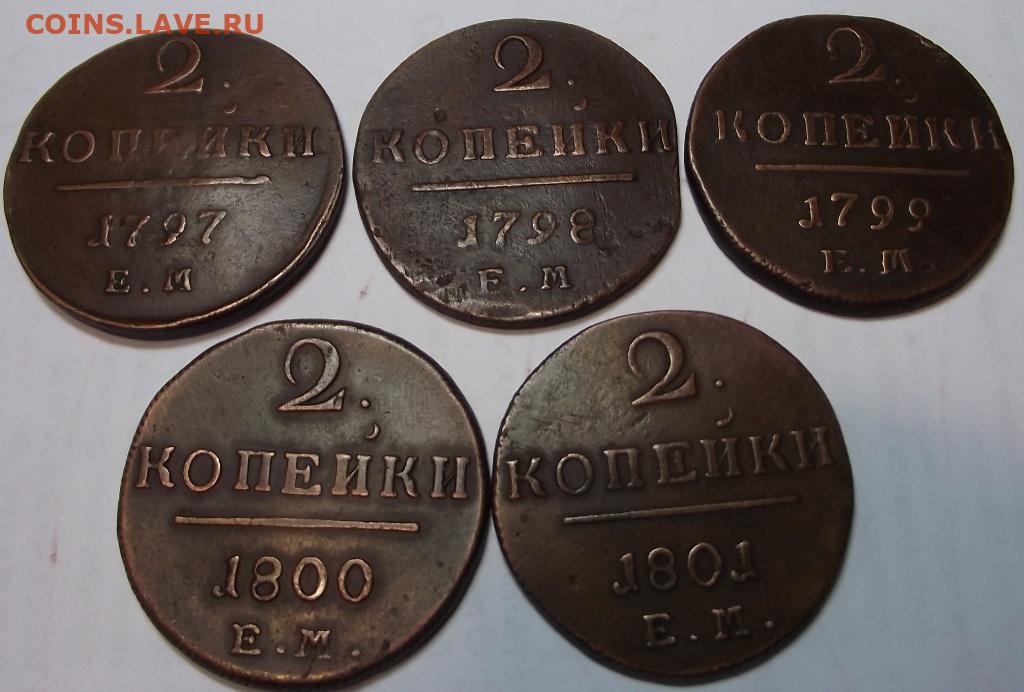 COINS.LAVE.RU
2.
КОПЕЙКИ
1797
Е.М
2.
КОПЕЙКИ
1798
Е.М
2.
КОПЕЙКИ
1799
Е.М.
2.
КОПЕЙКИ
1800
Е.М.
2.
КОПЕЙКИ
1801
Е.М.